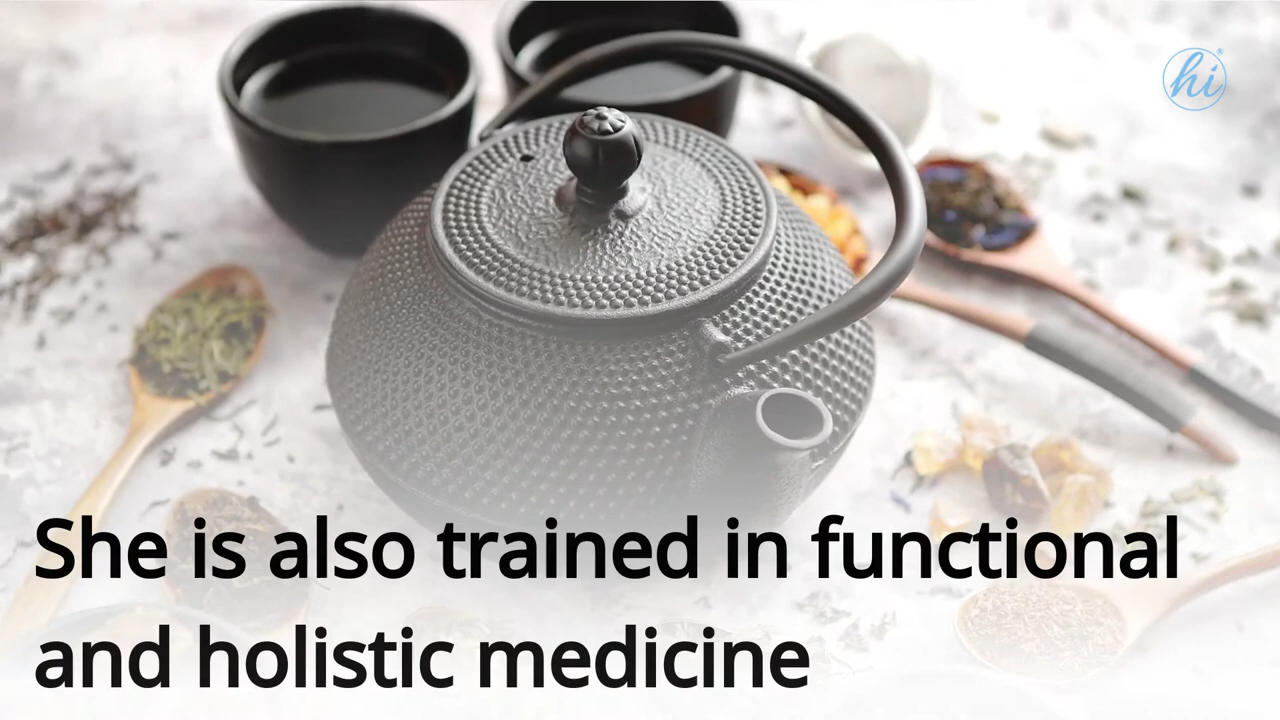 hi®
She is also trained in functional
and holistic medicine